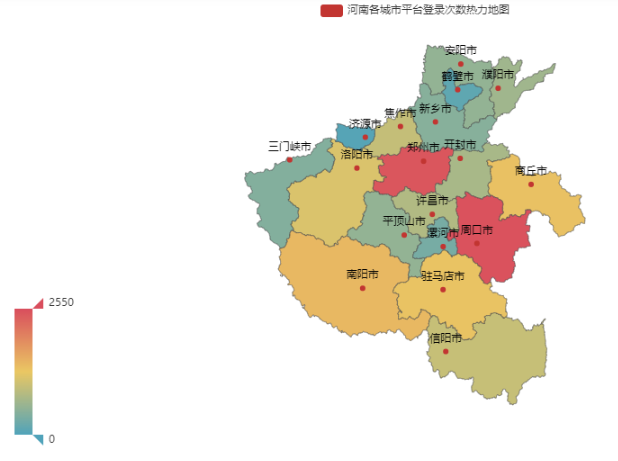 河南各城市平台登录次数热力地图
安阳市
鹤壁市
濮阳市
新乡市
焦作市
济源市
三门峡市
洛阳市
郑州市
开封市
商丘市
许昌市
平顶山市
漯河市
周口市
南阳市
驻马店市
信阳市
2550
0